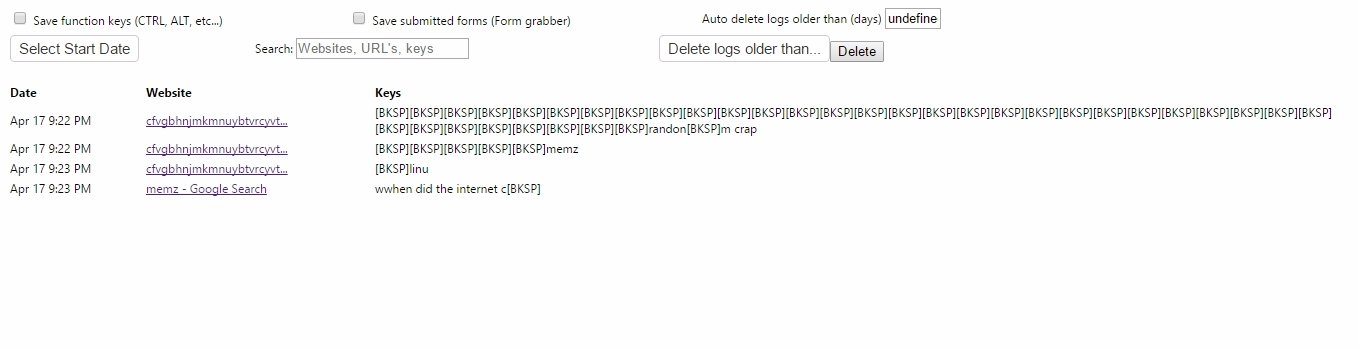 Save function keys (CTRL, ALT, etc...) Save submitted forms (Form grabber) Auto delete logs older than (days) undefine
Select Start Date Search: Websites, URL's, keys Delete logs older than... Delete
Date Website Keys
Apr 17 9:22 PM cfvgbhnjmkmnuybtvrcyvt... [BKSP][BKSP][BKSP][BKSP][BKSP][BKSP][BKSP][BKSP][BKSP][BKSP][BKSP][BKSP][BKSP][BKSP][BKSP][BKSP][BKSP][BKSP][BKSP][BKSP][BKSP][BKSP][BKSP][BKSP][BKSP][BKSP][BKSP][BKSP]
[BKSP][BKSP][BKSP][BKSP][BKSP][BKSP][BKSP][BKSP]randon[BKSP]m crap
Apr 17 9:22 PM cfvgbhnjmkmnuybtvrcyvt... [BKSP][BKSP][BKSP][BKSP][BKSP]memz
Apr 17 9:23 PM cfvgbhnjmkmnuybtvrcyvt... [BKSP]linu
Apr 17 9:23 PM memz - Google Search wwhen did the internet c[BKSP]